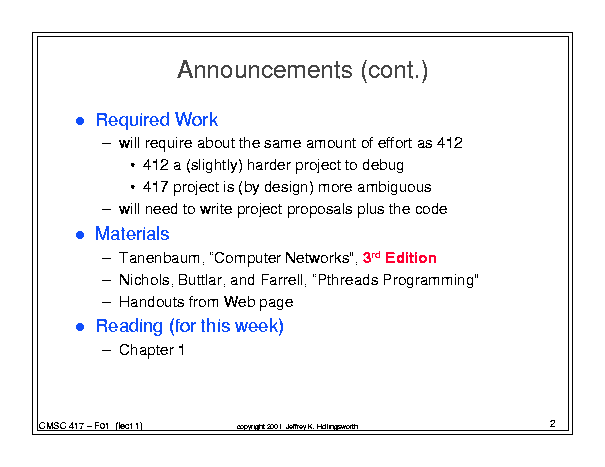 Announcements (cont.)
● Required Work
– will require about the same amount of effort as 412
• 412 a (slightly) harder project to debug
• 417 project is (by design) more ambiguous
– will need to write project proposals plus the code
● Materials
– Tanenbaum, "Computer Networks", 3rd Edition
– Nichols, Buttlar, and Farrell, "Pthreads Programming"
– Handouts from Web page
● Reading (for this week)
– Chapter 1
CMSC 417 – F01 (lect 1)
copyright 2001 Jeffrey K. Hollingsworth
2